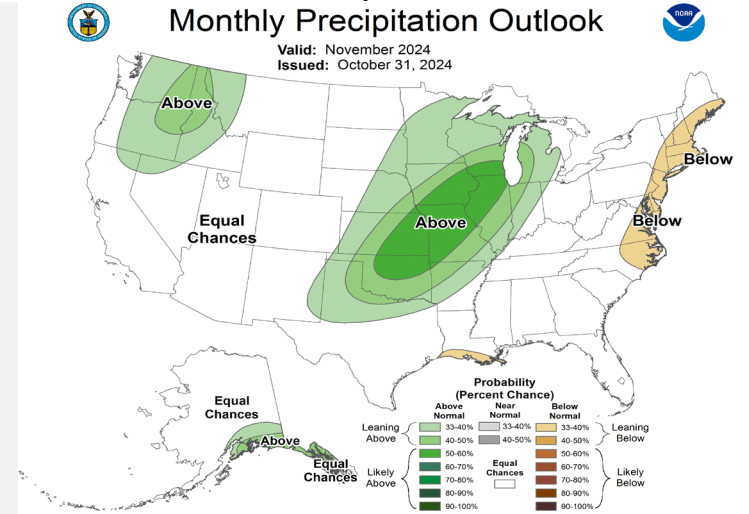 Monthly Precipitation Outlook
NOAA
Valid: November 2024
Issued: October 31, 2024
Above
Below
Equal
Chances
Above
Below
Equal
Chances
Above
Equal
Chances
Probability
(Percent Chance)
Above
Normal
Near
Normal
Below
Normal
Leaning
Above
33-40%
40-50%
50-60%
60-70%
70-80%
80-90%
90-100%
Likely
Above
33-40%
40-50%
Equal
Chances
33-40%
40-50%
50-60%
60-70%
70-80%
80-90%
90-100%
Leaning
Below
Likely
Below